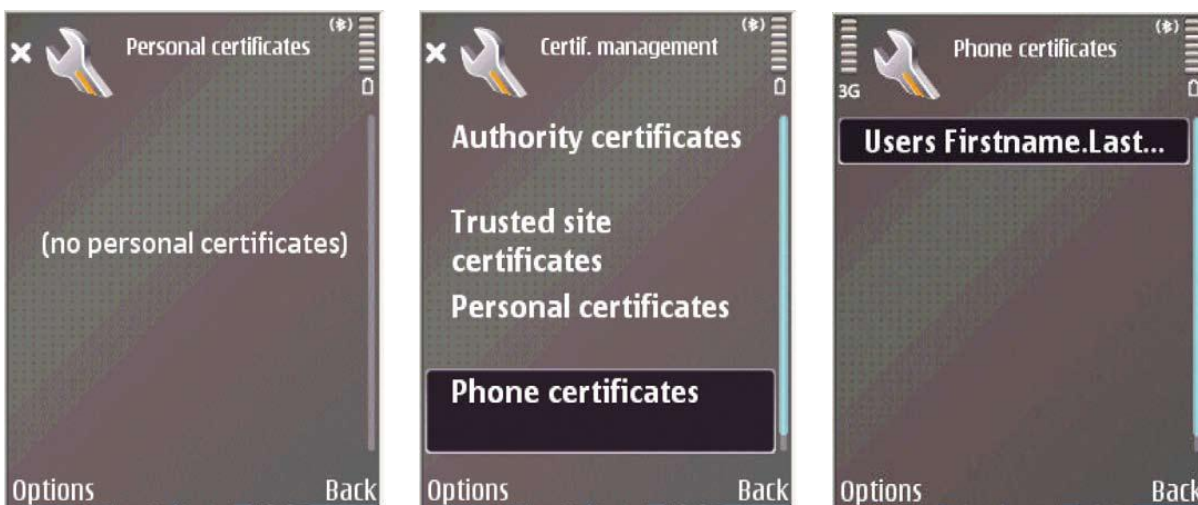 Personal certificates
(no personal certificates)
Options Back
Certif. management
Authority certificates
Trusted site
certificates
Personal certificates
Phone certificates
Options Back
Phone certificates
3G
Users Firstname.Last...
Options Back